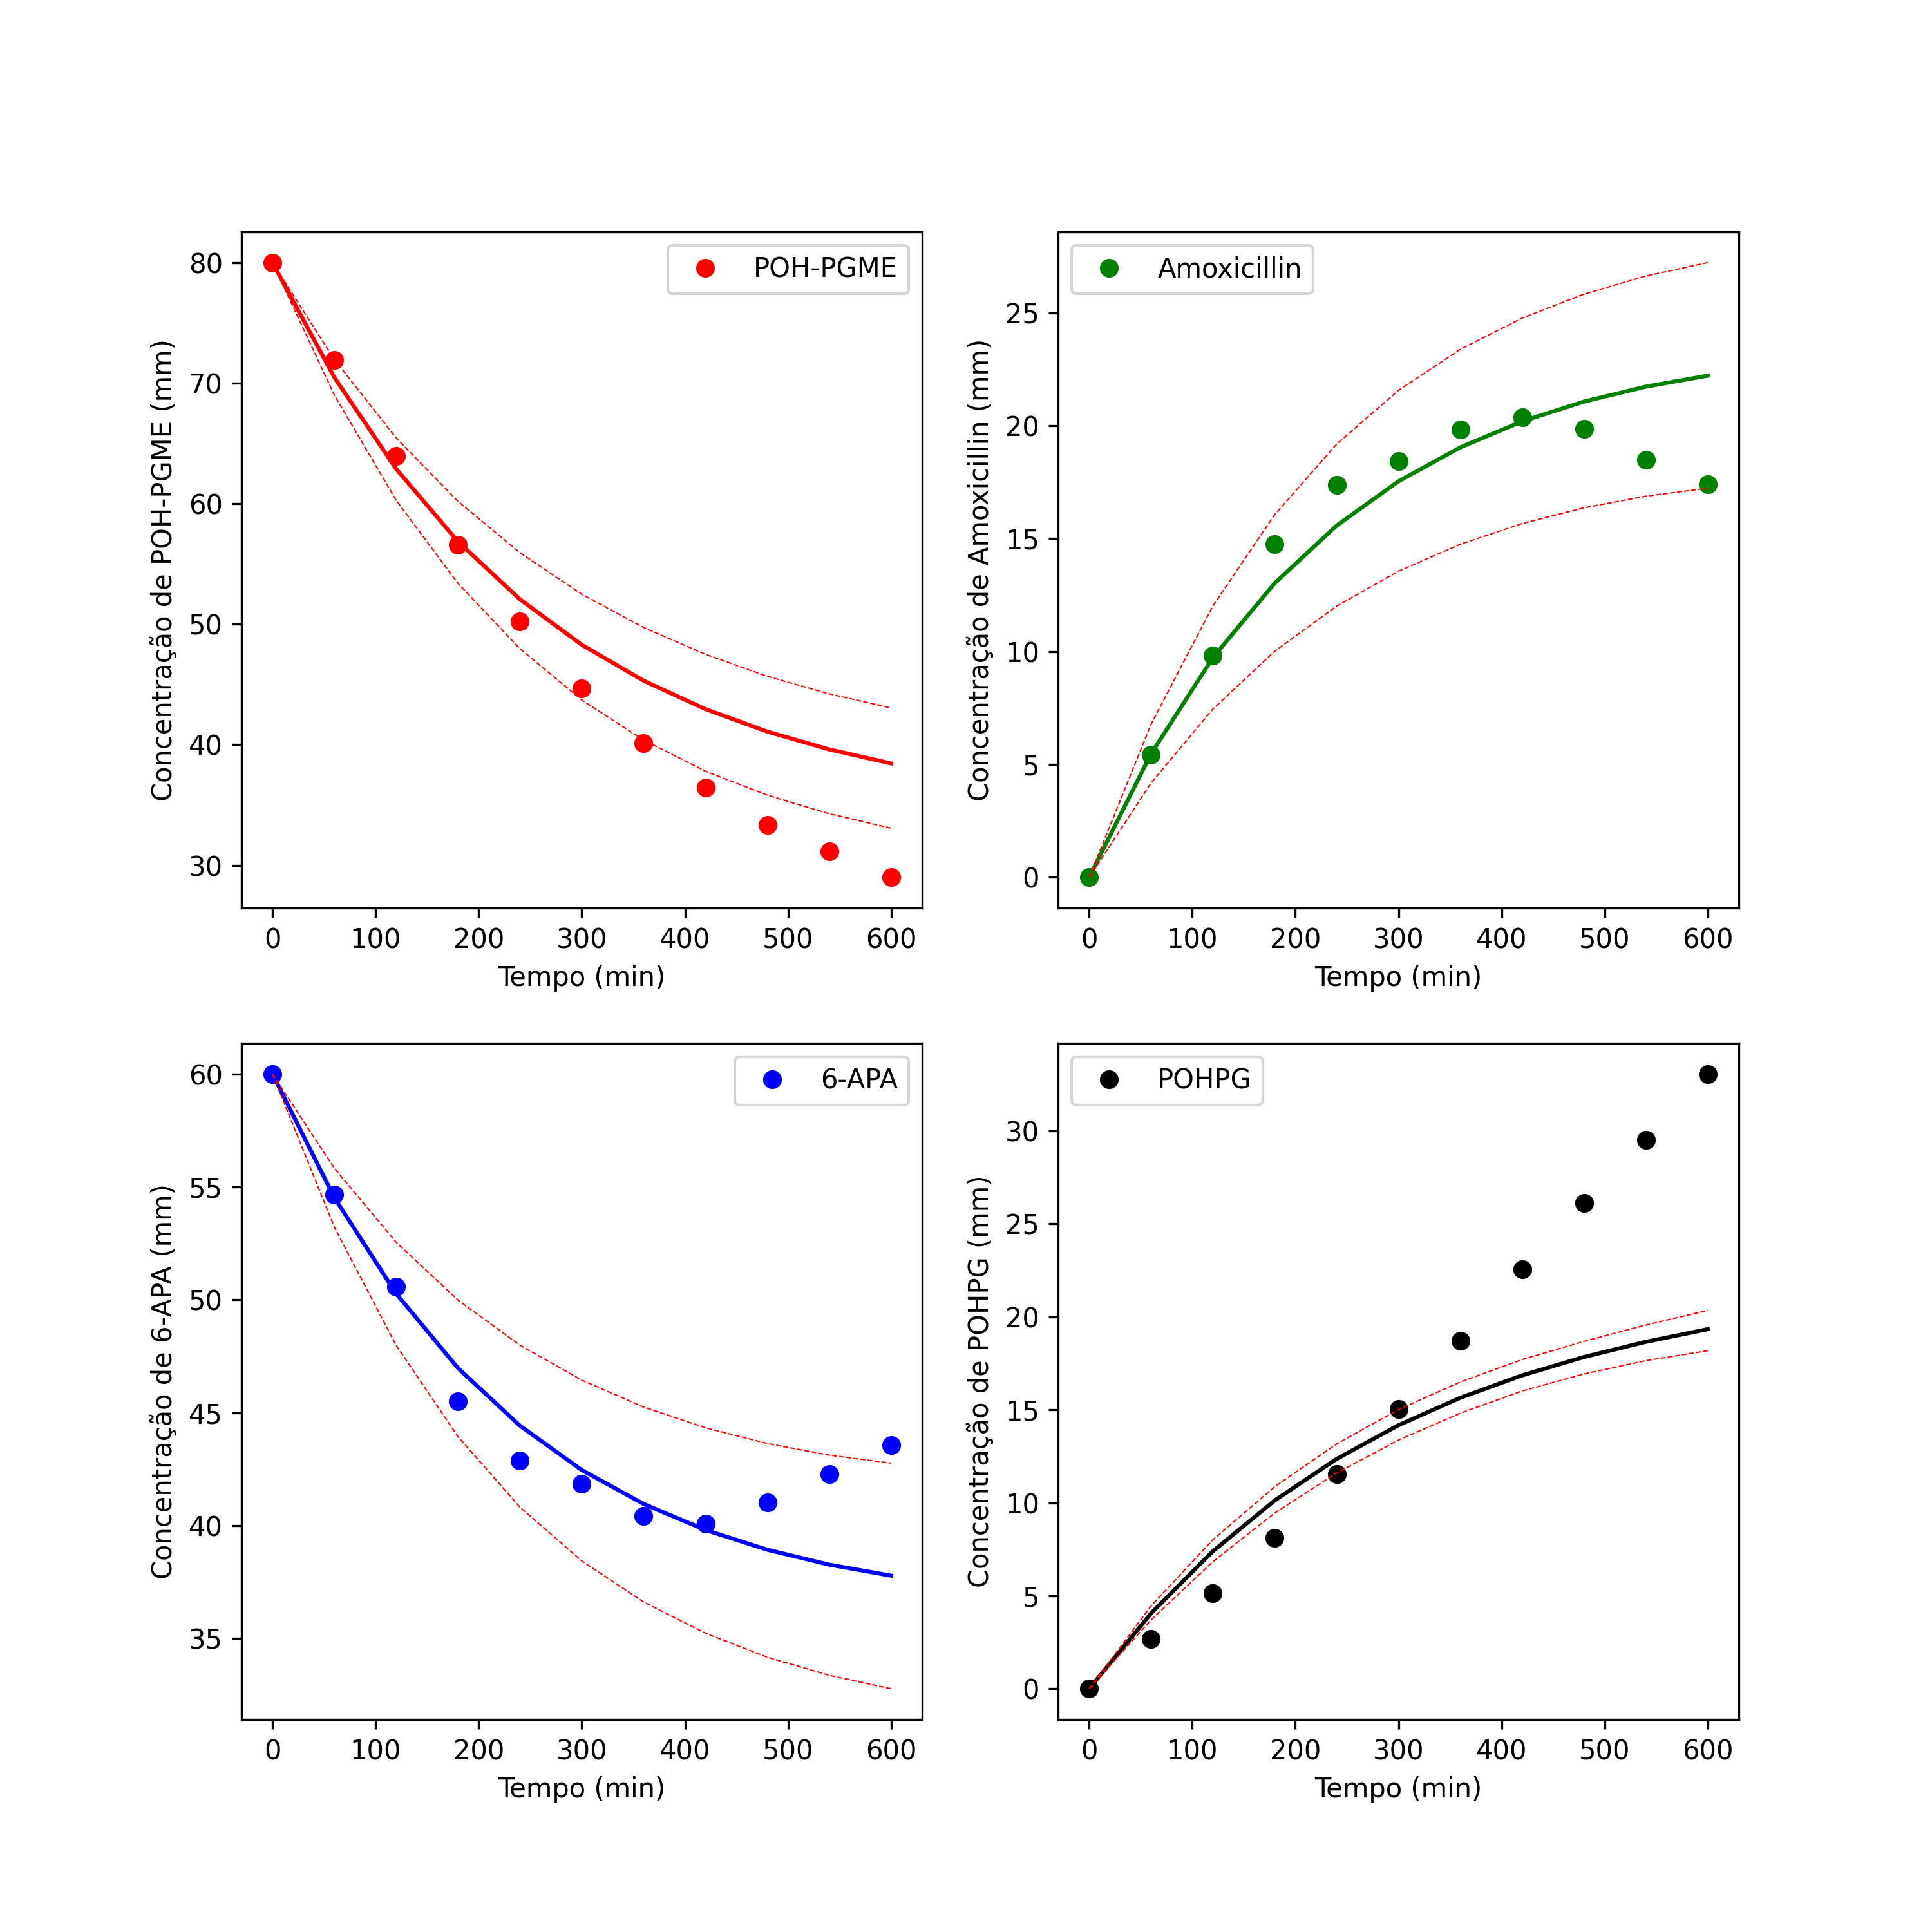 POH-PGME
Concentração de POH-PGME (mm)
80
70
60
50
40
30
0 100 200 300 400 500 600
Tempo (min)
Amoxicillin
Concentração de Amoxicillin (mm)
25
20
15
10
5
0
0 100 200 300 400 500 600
Tempo (min)
6-APA
Concentração de 6-APA (mm)
60
55
50
45
40
35
0 100 200 300 400 500 600
Tempo (min)
POHPG
Concentração de POHPG (mm)
30
25
20
15
10
5
0
0 100 200 300 400 500 600
Tempo (min)